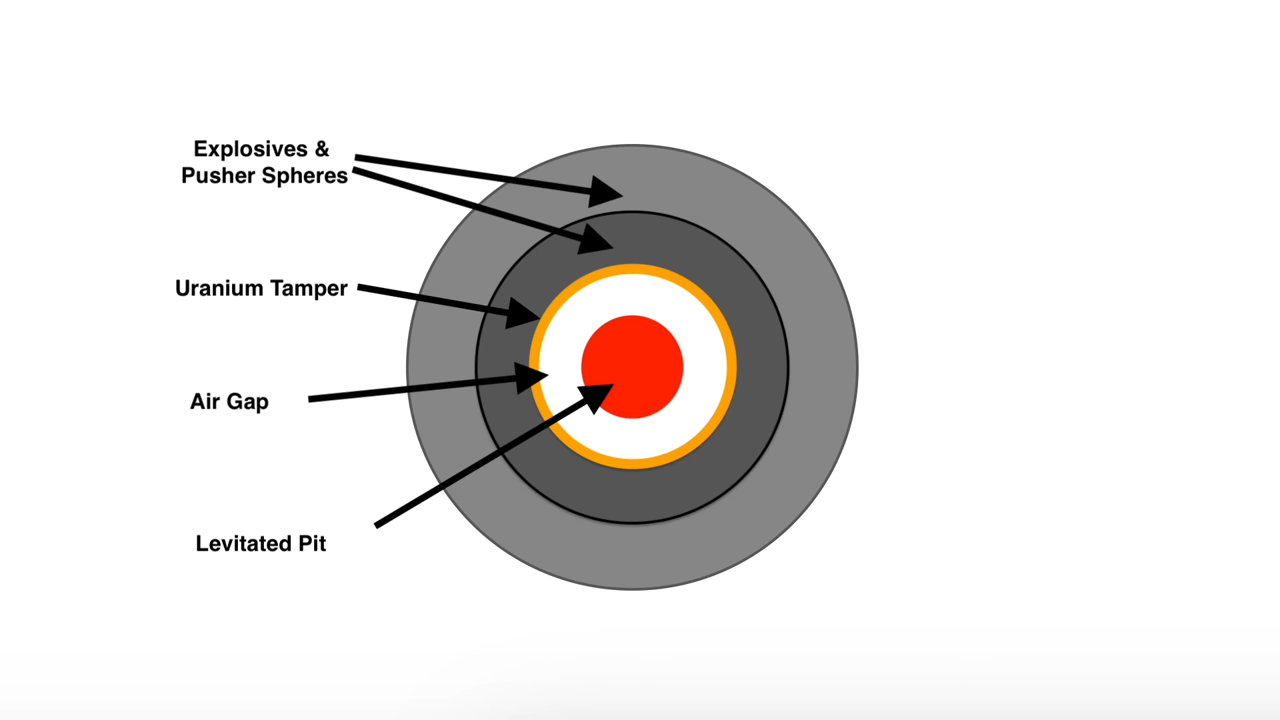 Explosives &
Pusher Spheres
Uranium Tamper
Air Gap
Levitated Pit